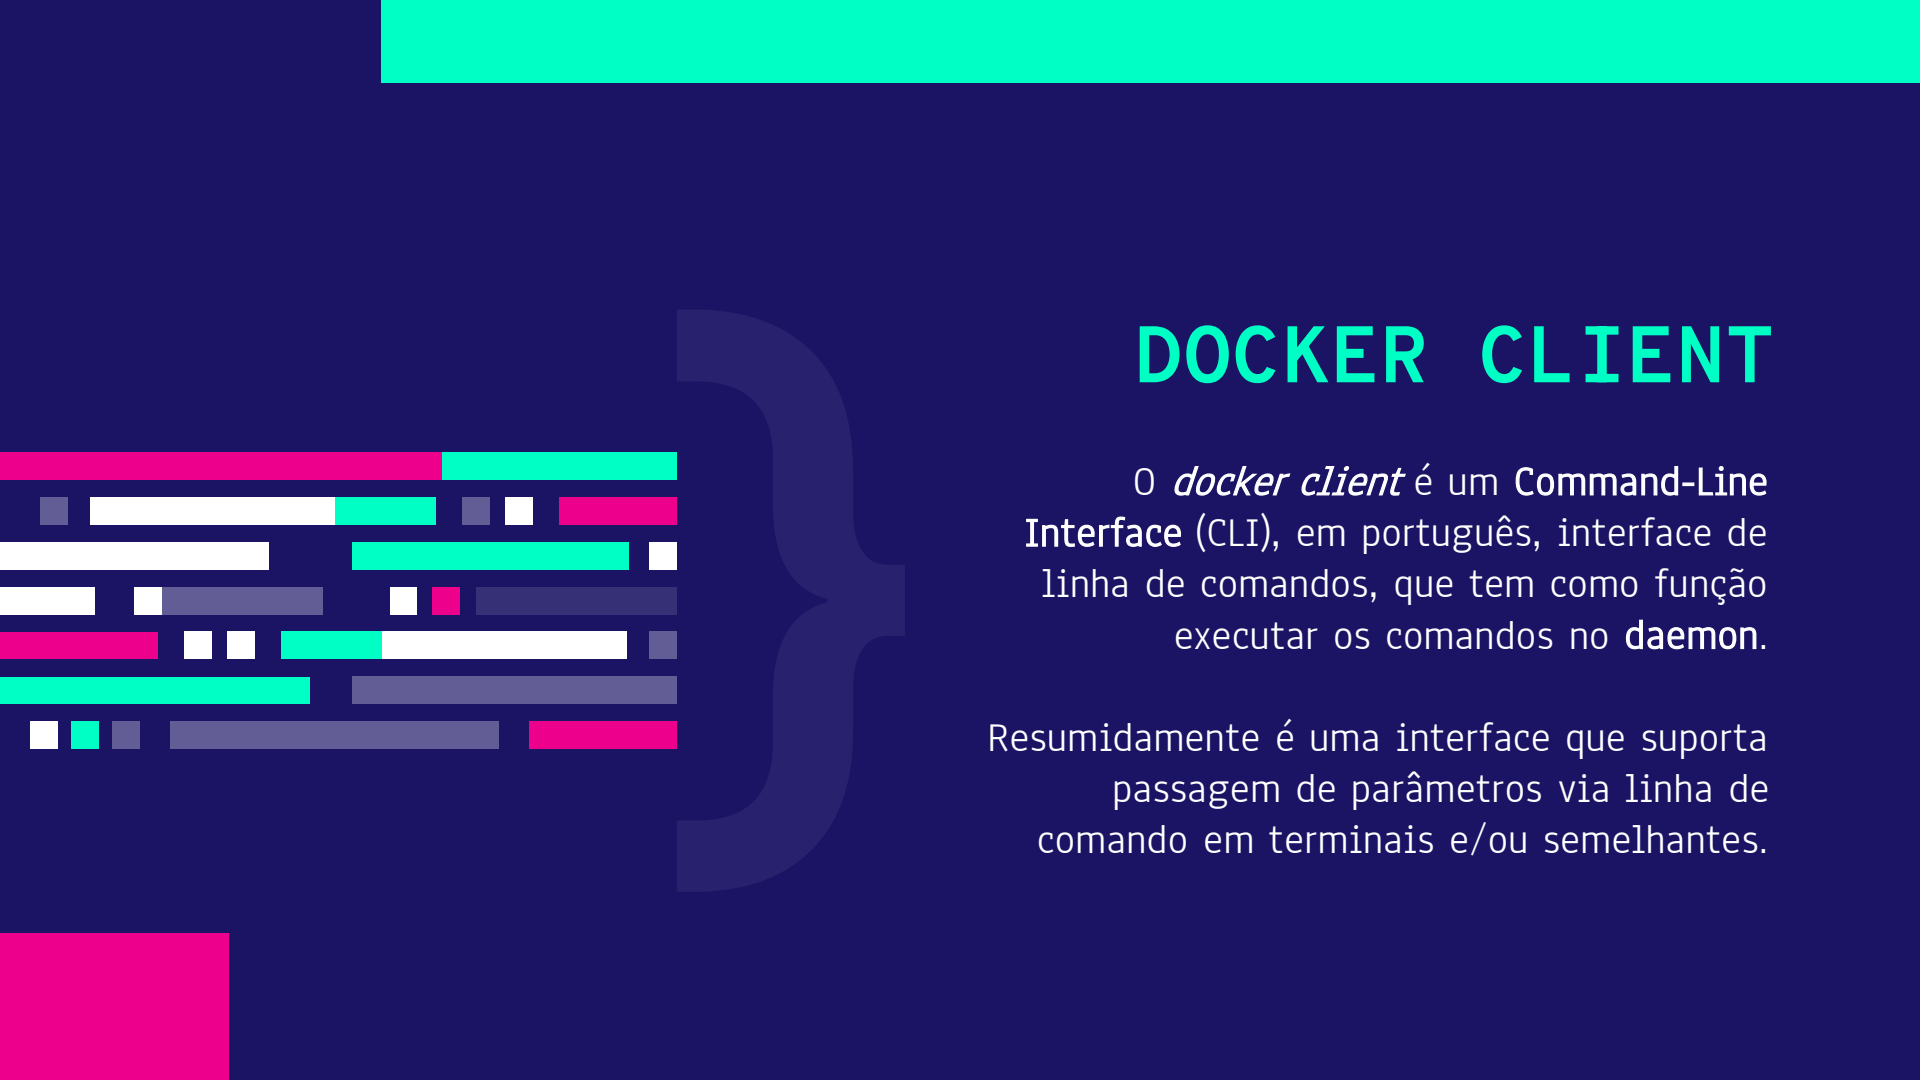 DOCKER CLIENT
O docker client é um Command-Line
Interface (CLI), em português, interface de
linha de comandos, que tem como função
executar os comandos no daemon.
Resumidamente é uma interface que suporta
passagem de parâmetros via linha de
comando em terminais e/ou semelhantes.
}